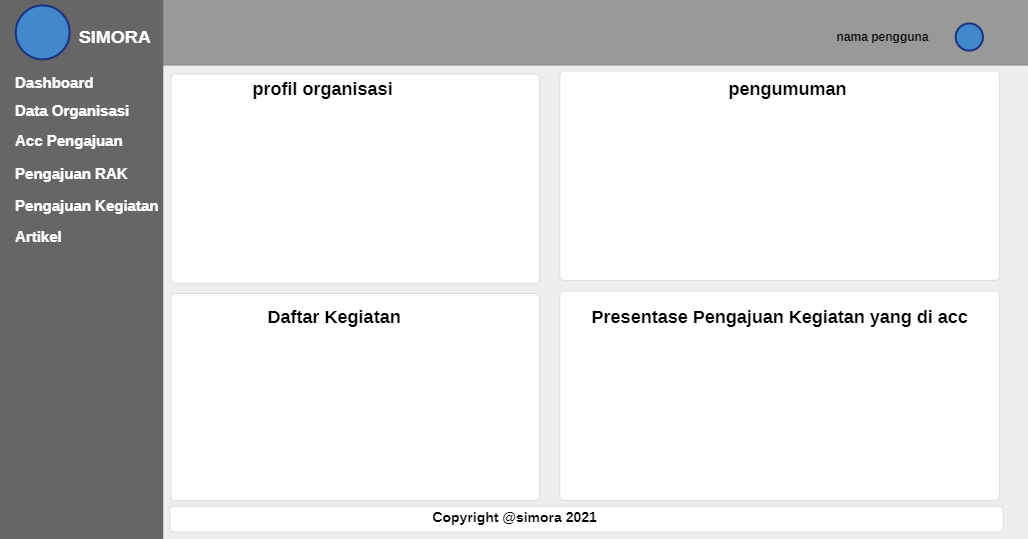 SIMORA
nama pengguna
Dashboard
Data Organisasi
Acc Pengajuan
Pengajuan RAK
Pengajuan Kegiatan
Artikel
profil organisasi
pengumuman
Daftar Kegiatan
Presentase Pengajuan Kegiatan yang di acc
Copyright @simora 2021